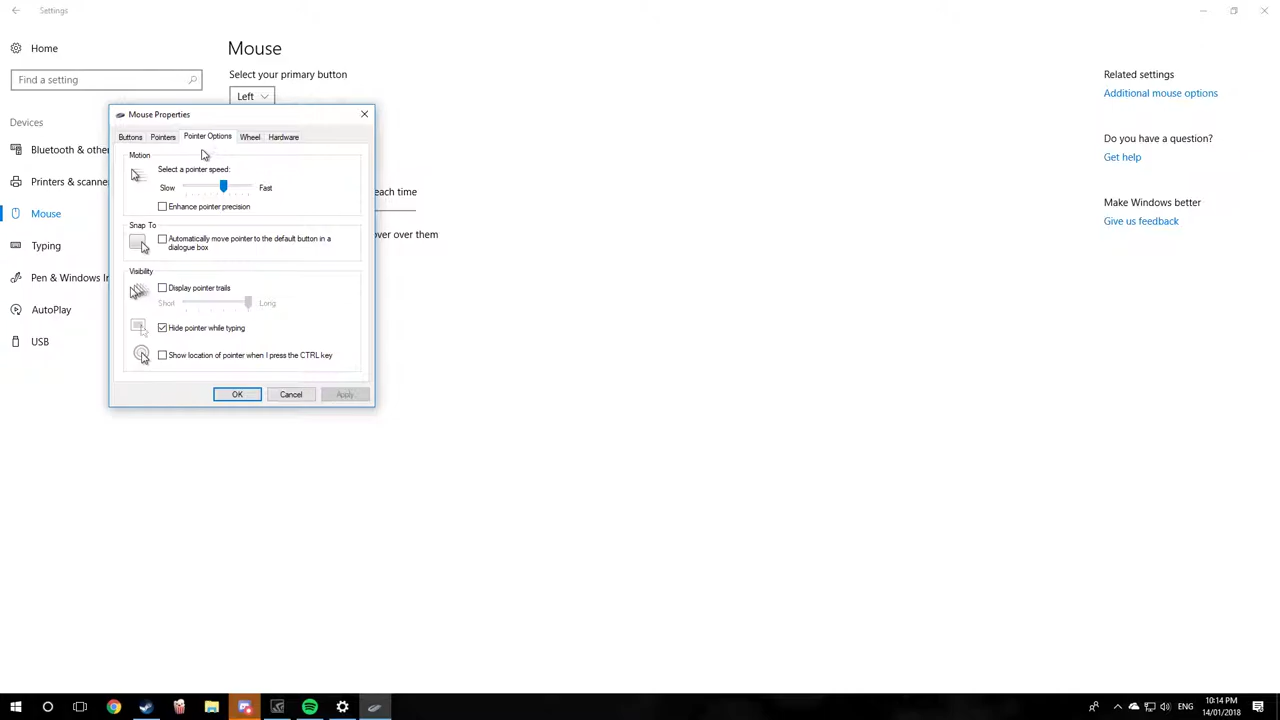 Settings
Home
Find a setting
Devices
Bluetooth & othe
Printers & scanne
Mouse
Typing
Pen & Windows In
AutoPlay
USB
Mouse
Select your primary button
Left
each time
over over them
Mouse Properties
Buttons Pointers Pointer Options Wheel Hardware
Motion
Select a pointer speed:
Slow Fast
Enhance pointer precision
Snap To
Automatically move pointer to the default button in a
dialogue box
Visibility
Display pointer trails
Short Long
Hide pointer while typing
Show location of pointer when I press the CTRL key
OK Cancel Apply
Related settings
Additional mouse options
Do you have a question?
Get help
Make Windows better
Give us feedback
ENG
10:14 PM
14/01/2018